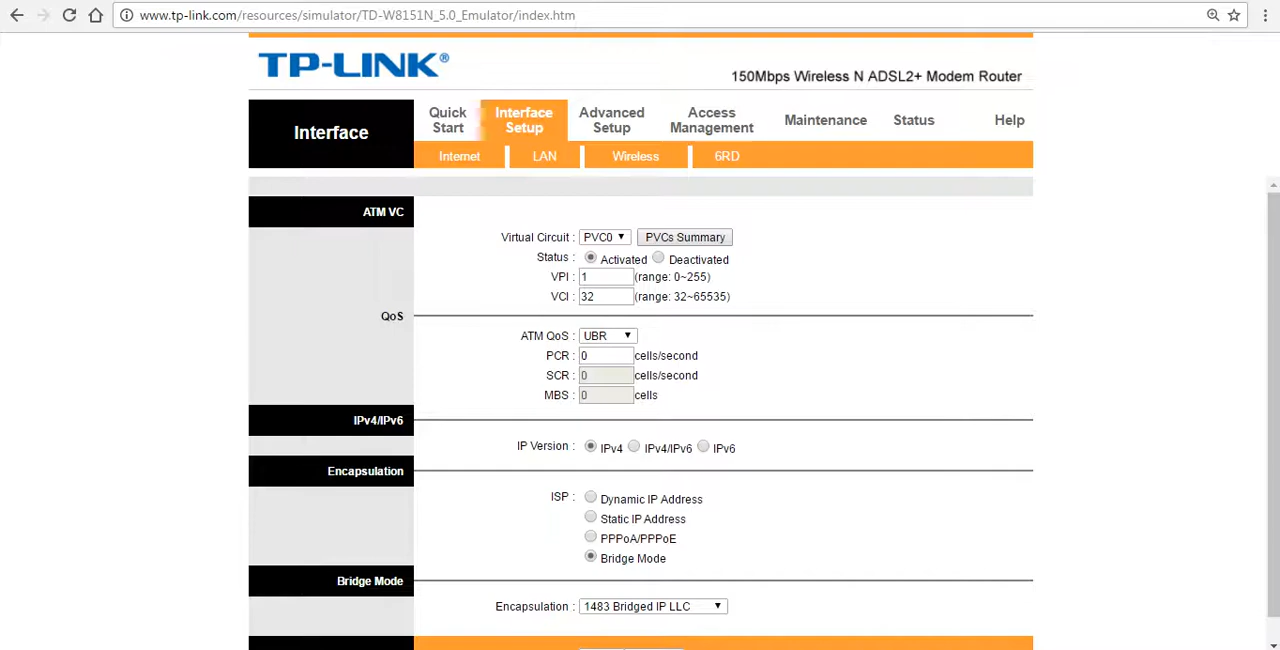 www.tp-link.com/resources/simulator/TD-W8151N_5.0_Emulator/index.htm
TP-LINK®
150Mbps Wireless N ADSL2+ Modem Router
Interface
Quick Start
Interface Setup
Advanced Setup
Access Management
Maintenance
Status
Help
Internet
LAN
Wireless
6RD
ATM VC
Virtual Circuit : PVC0 PVCs Summary
Status : Activated Deactivated
VPI : 1 (range: 0~255)
VCI : 32 (range: 32~65535)
QoS
ATM QoS : UBR
PCR : 0 cells/second
SCR : 0 cells/second
MBS : 0 cells
IPv4/IPv6
IP Version : IPv4 IPv4/IPv6 IPv6
Encapsulation
ISP : Dynamic IP Address
Static IP Address
PPPoA/PPPoE
Bridge Mode
Bridge Mode
Encapsulation : 1483 Bridged IP LLC